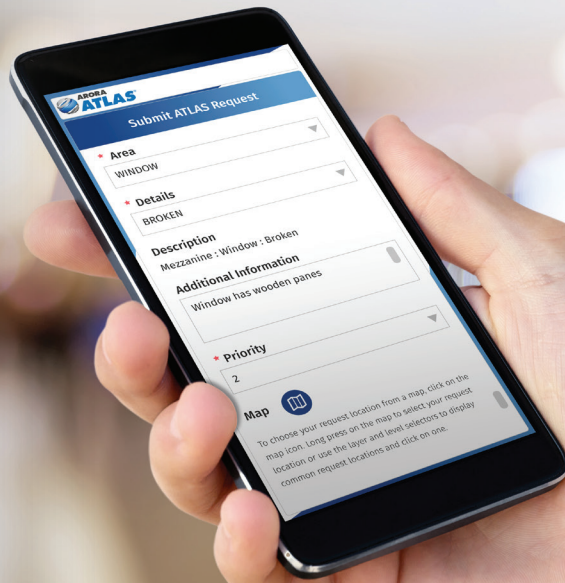 ARORA
ATLAS
Submit ATLAS Request
* Area
WINDOW
* Details
BROKEN
Description
Mezzanine : Window : Broken
Additional Information
Window has wooden panes
* Priority
2
Map
To choose your request location from a map, click on the
map icon. Long press on the map to select your request
location or use the layer and level selectors to display
common request locations and click on one.